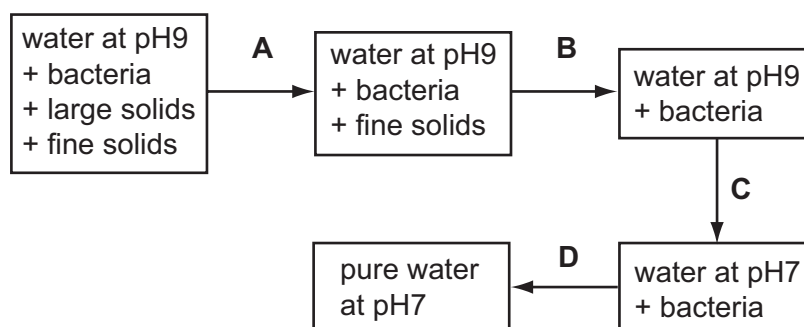 water at pH9
+ bacteria
+ large solids
+ fine solids
A
water at pH9
+ bacteria
+ fine solids
B
water at pH9
+ bacteria
C
water at pH7
+ bacteria
D
pure water
at pH7